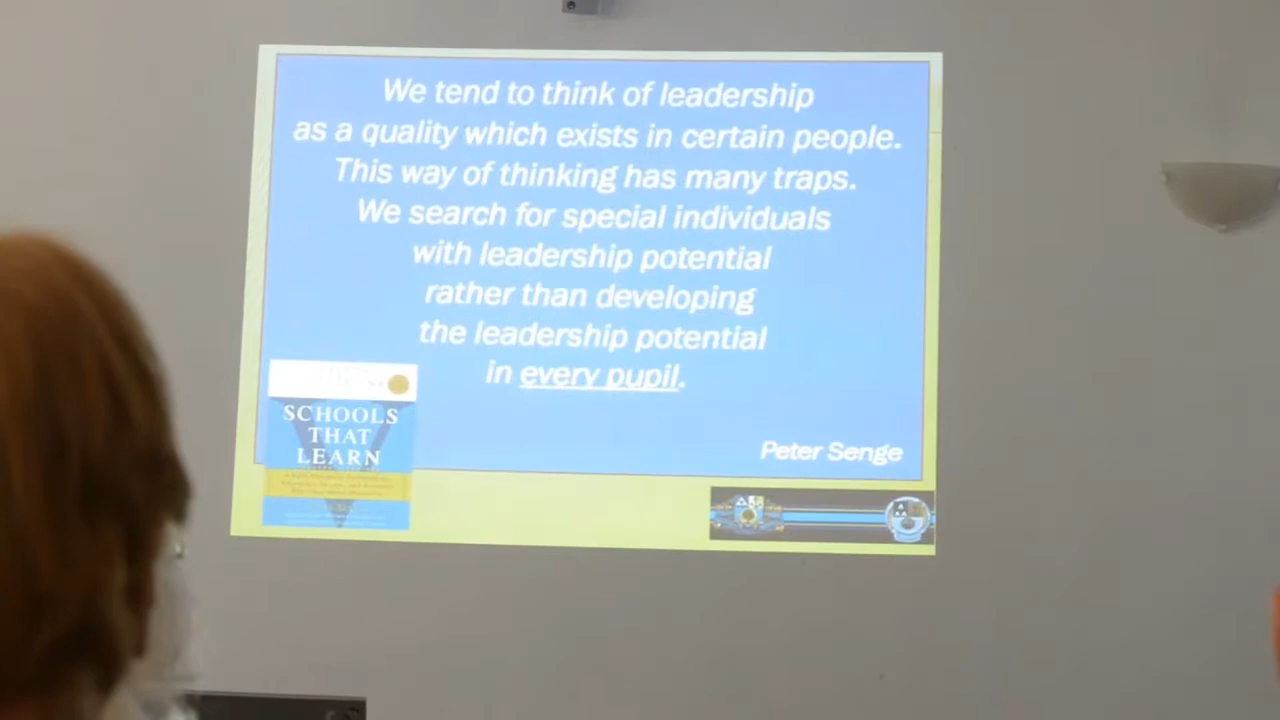 We tend to think of leadership
as a quality which exists in certain people.
This way of thinking has many traps.
We search for special individuals
with leadership potential
rather than developing
the leadership potential
in every pupil.
Peter Senge
SCHOOLS
THAT
LEARN